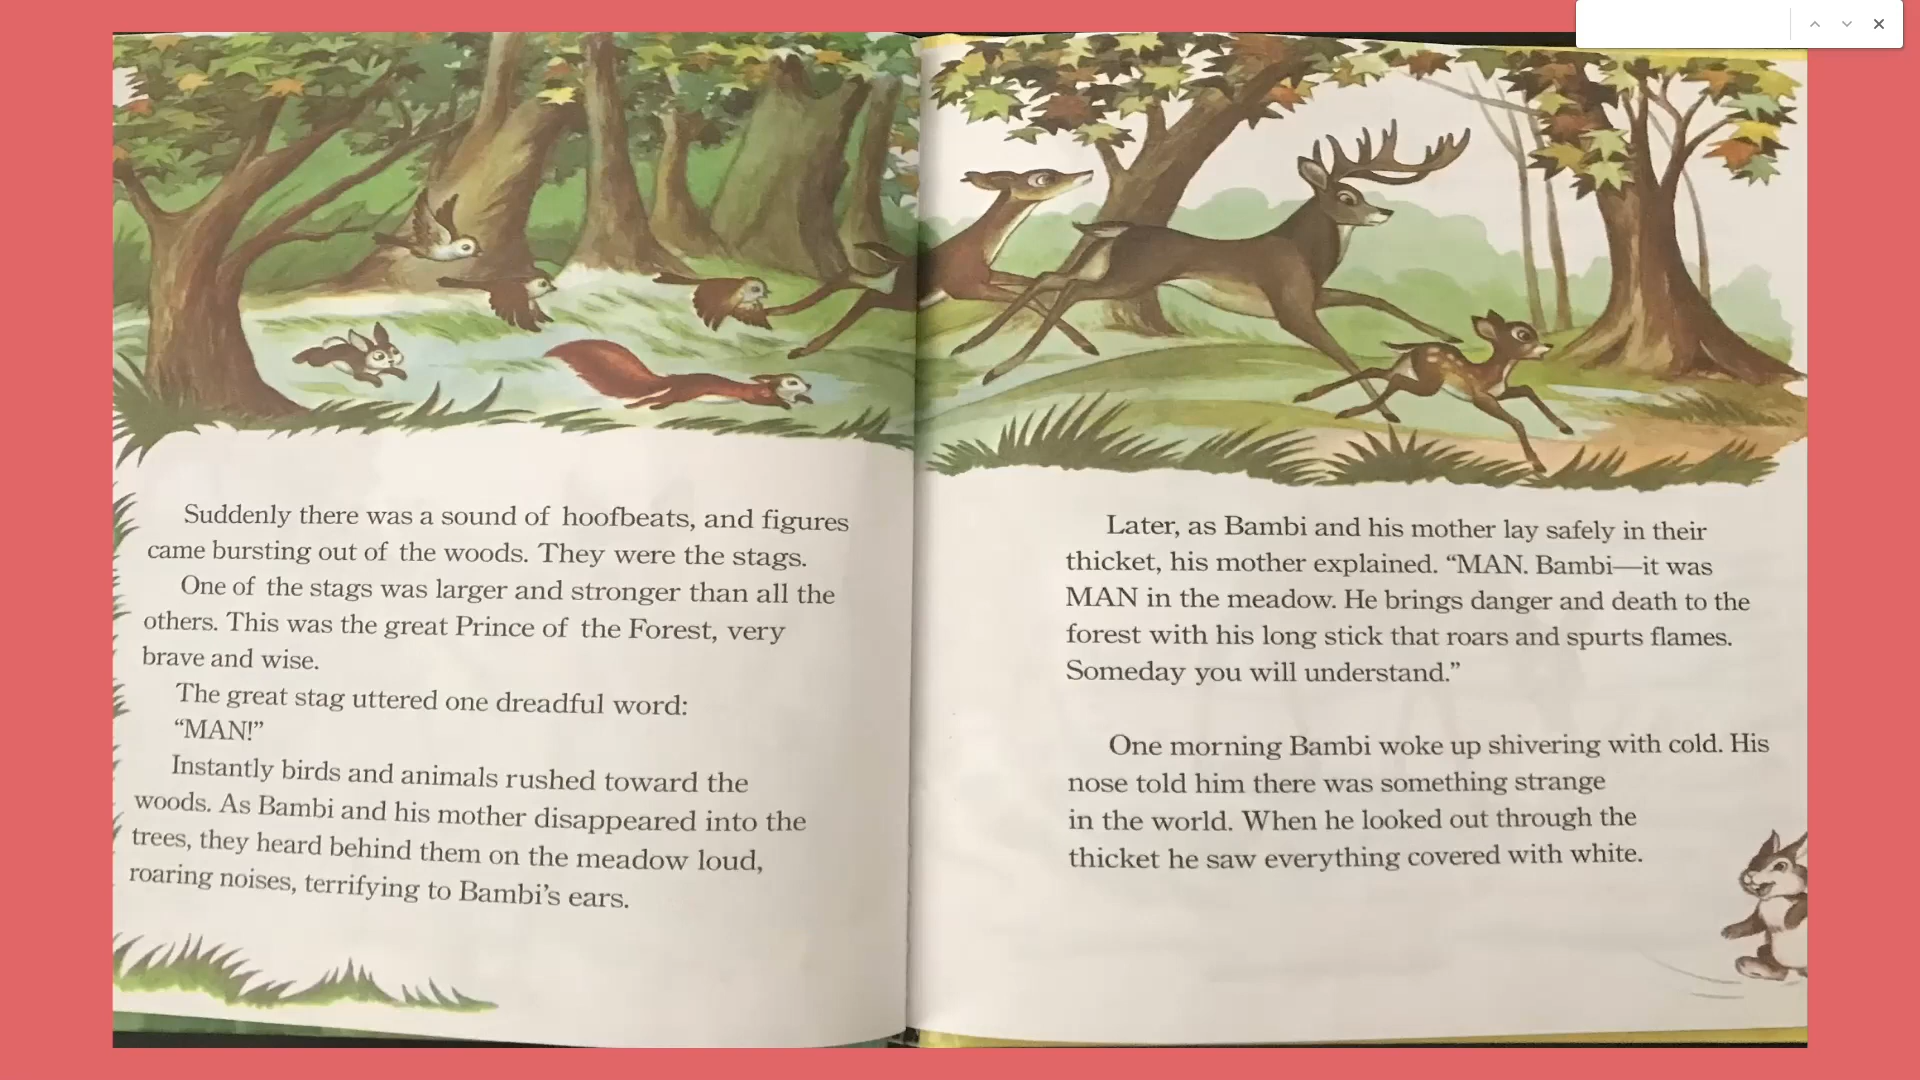 Suddenly there was a sound of hoofbeats, and figures
came bursting out of the woods. They were the stags.
One of the stags was larger and stronger than all the
others. This was the great Prince of the Forest, very
brave and wise.
The great stag uttered one dreadful word:
“MAN!”
Instantly birds and animals rushed toward the
woods. As Bambi and his mother disappeared into the
trees, they heard behind them on the meadow loud,
roaring noises, terrifying to Bambi’s ears.
Later, as Bambi and his mother lay safely in their
thicket, his mother explained. “MAN. Bambi—it was
MAN in the meadow. He brings danger and death to the
forest with his long stick that roars and spurts flames.
Someday you will understand.”
One morning Bambi woke up shivering with cold. His
nose told him there was something strange
in the world. When he looked out through the
thicket he saw everything covered with white.